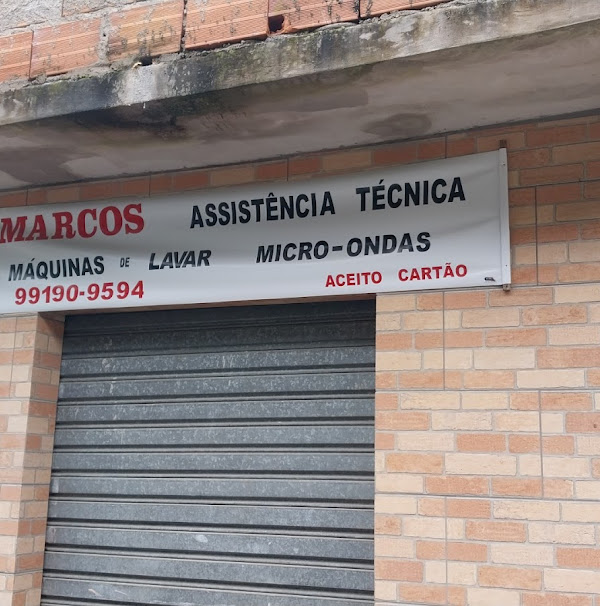 MARCOS ASSISTÊNCIA TÉCNICA
MÁQUINAS DE LAVAR MICRO-ONDAS
99190-9594 ACEITO CARTÃO